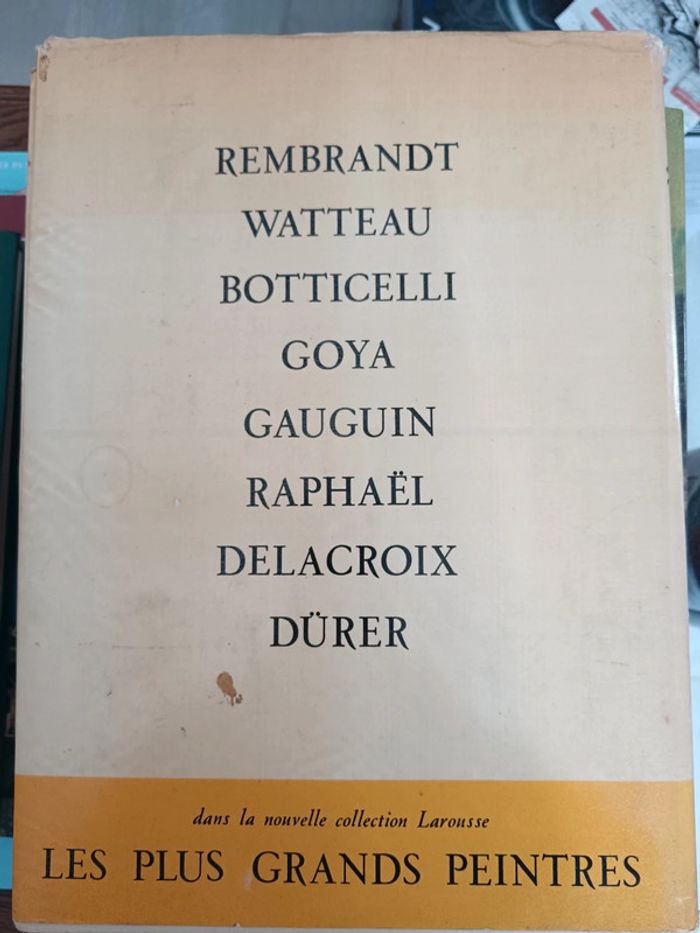 REMBRANDT
WATTEAU
BOTTICELLI
GOYA
GAUGUIN
RAPHAËL
DELACROIX
DÜRER
dans la nouvelle collection Larousse
LES PLUS GRANDS PEINTRES